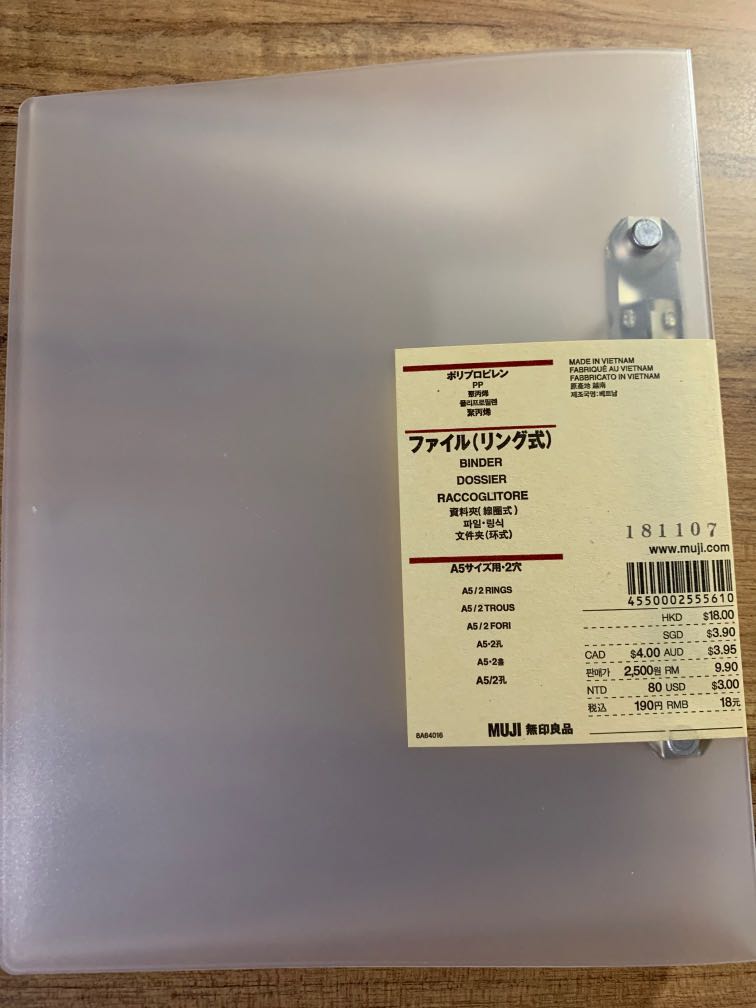 ポリプロピレン
PP
聚丙烯
폴리프로필렌
聚丙烯
ファイル(リング式)
BINDER
DOSSIER
RACCOGLITORE
資料夾(線圈式)
파일·링식
文件夹(环式)
A5サイズ用·2穴
A5/2 RINGS
A5/2 TROUS
A5/2 FORI
A5·2孔
A5·2홀
A5/2孔
8A64016
MUJI 無印良品
MADE IN VIETNAM
FABRIQUÉ AU VIETNAM
FABBRICATO IN VIETNAM
原產地 越南
제조국명:베트남
181107
www.muji.com
4550002555610
HKD $18.00
SGD $3.90
CAD $4.00 AUD $3.95
판매가 2,500원 RM 9.90
NTD 80 USD $3.00
税込 190円 RMB 18元